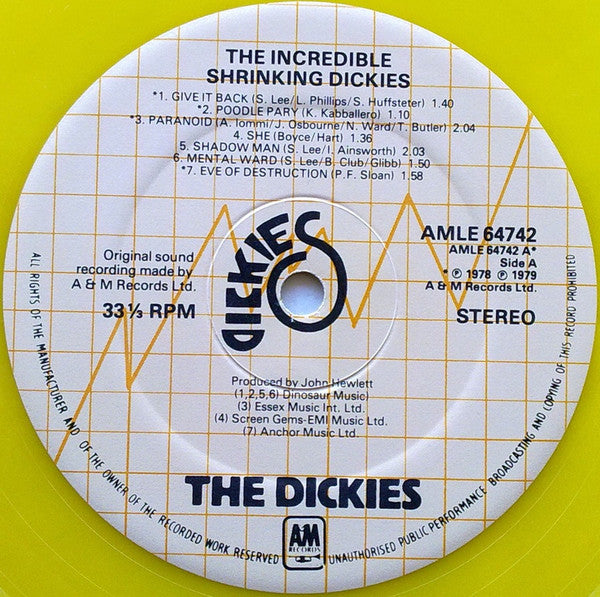 THE INCREDIBLE
SHRINKING DICKIES
*1. GIVE IT BACK (S. Lee/L. Phillips/S. Huffsteter) 1.40
*2. POODLE PARY (K. Kabballero) 1.10
*3. PARANOID (A. Iommi/J. Osbourne/N. Ward/T. Butler) 2.04
4. SHE (Boyce/Hart) 1.36
5. SHADOW MAN (S. Lee/I. Ainsworth) 2.03
6. MENTAL WARD (S. Lee/B. Club/Glibb) 1.50
*7. EVE OF DESTRUCTION (P.F. Sloan) 1.58
Original sound
recording made by
A & M Records Ltd.
33⅓ RPM
DICKIES
AMLE 64742
AMLE 64742 A*
Side A
* ℗ 1978 ℗ 1979
A & M Records Ltd.
STEREO
Produced by John Hewlett
(1,2,5,6) Dinosaur Music)
(3) Essex Music Int. Ltd.
(4) Screen Gems-EMI Music Ltd.
(7) Anchor Music Ltd.
THE DICKIES
AM
RECORDS
ALL RIGHTS OF THE MANUFACTURER AND OF THE OWNER OF THE RECORDED WORK RESERVED
UNAUTHORISED PUBLIC PERFORMANCE BROADCASTING AND COPYING OF THIS RECORD PROHIBITED